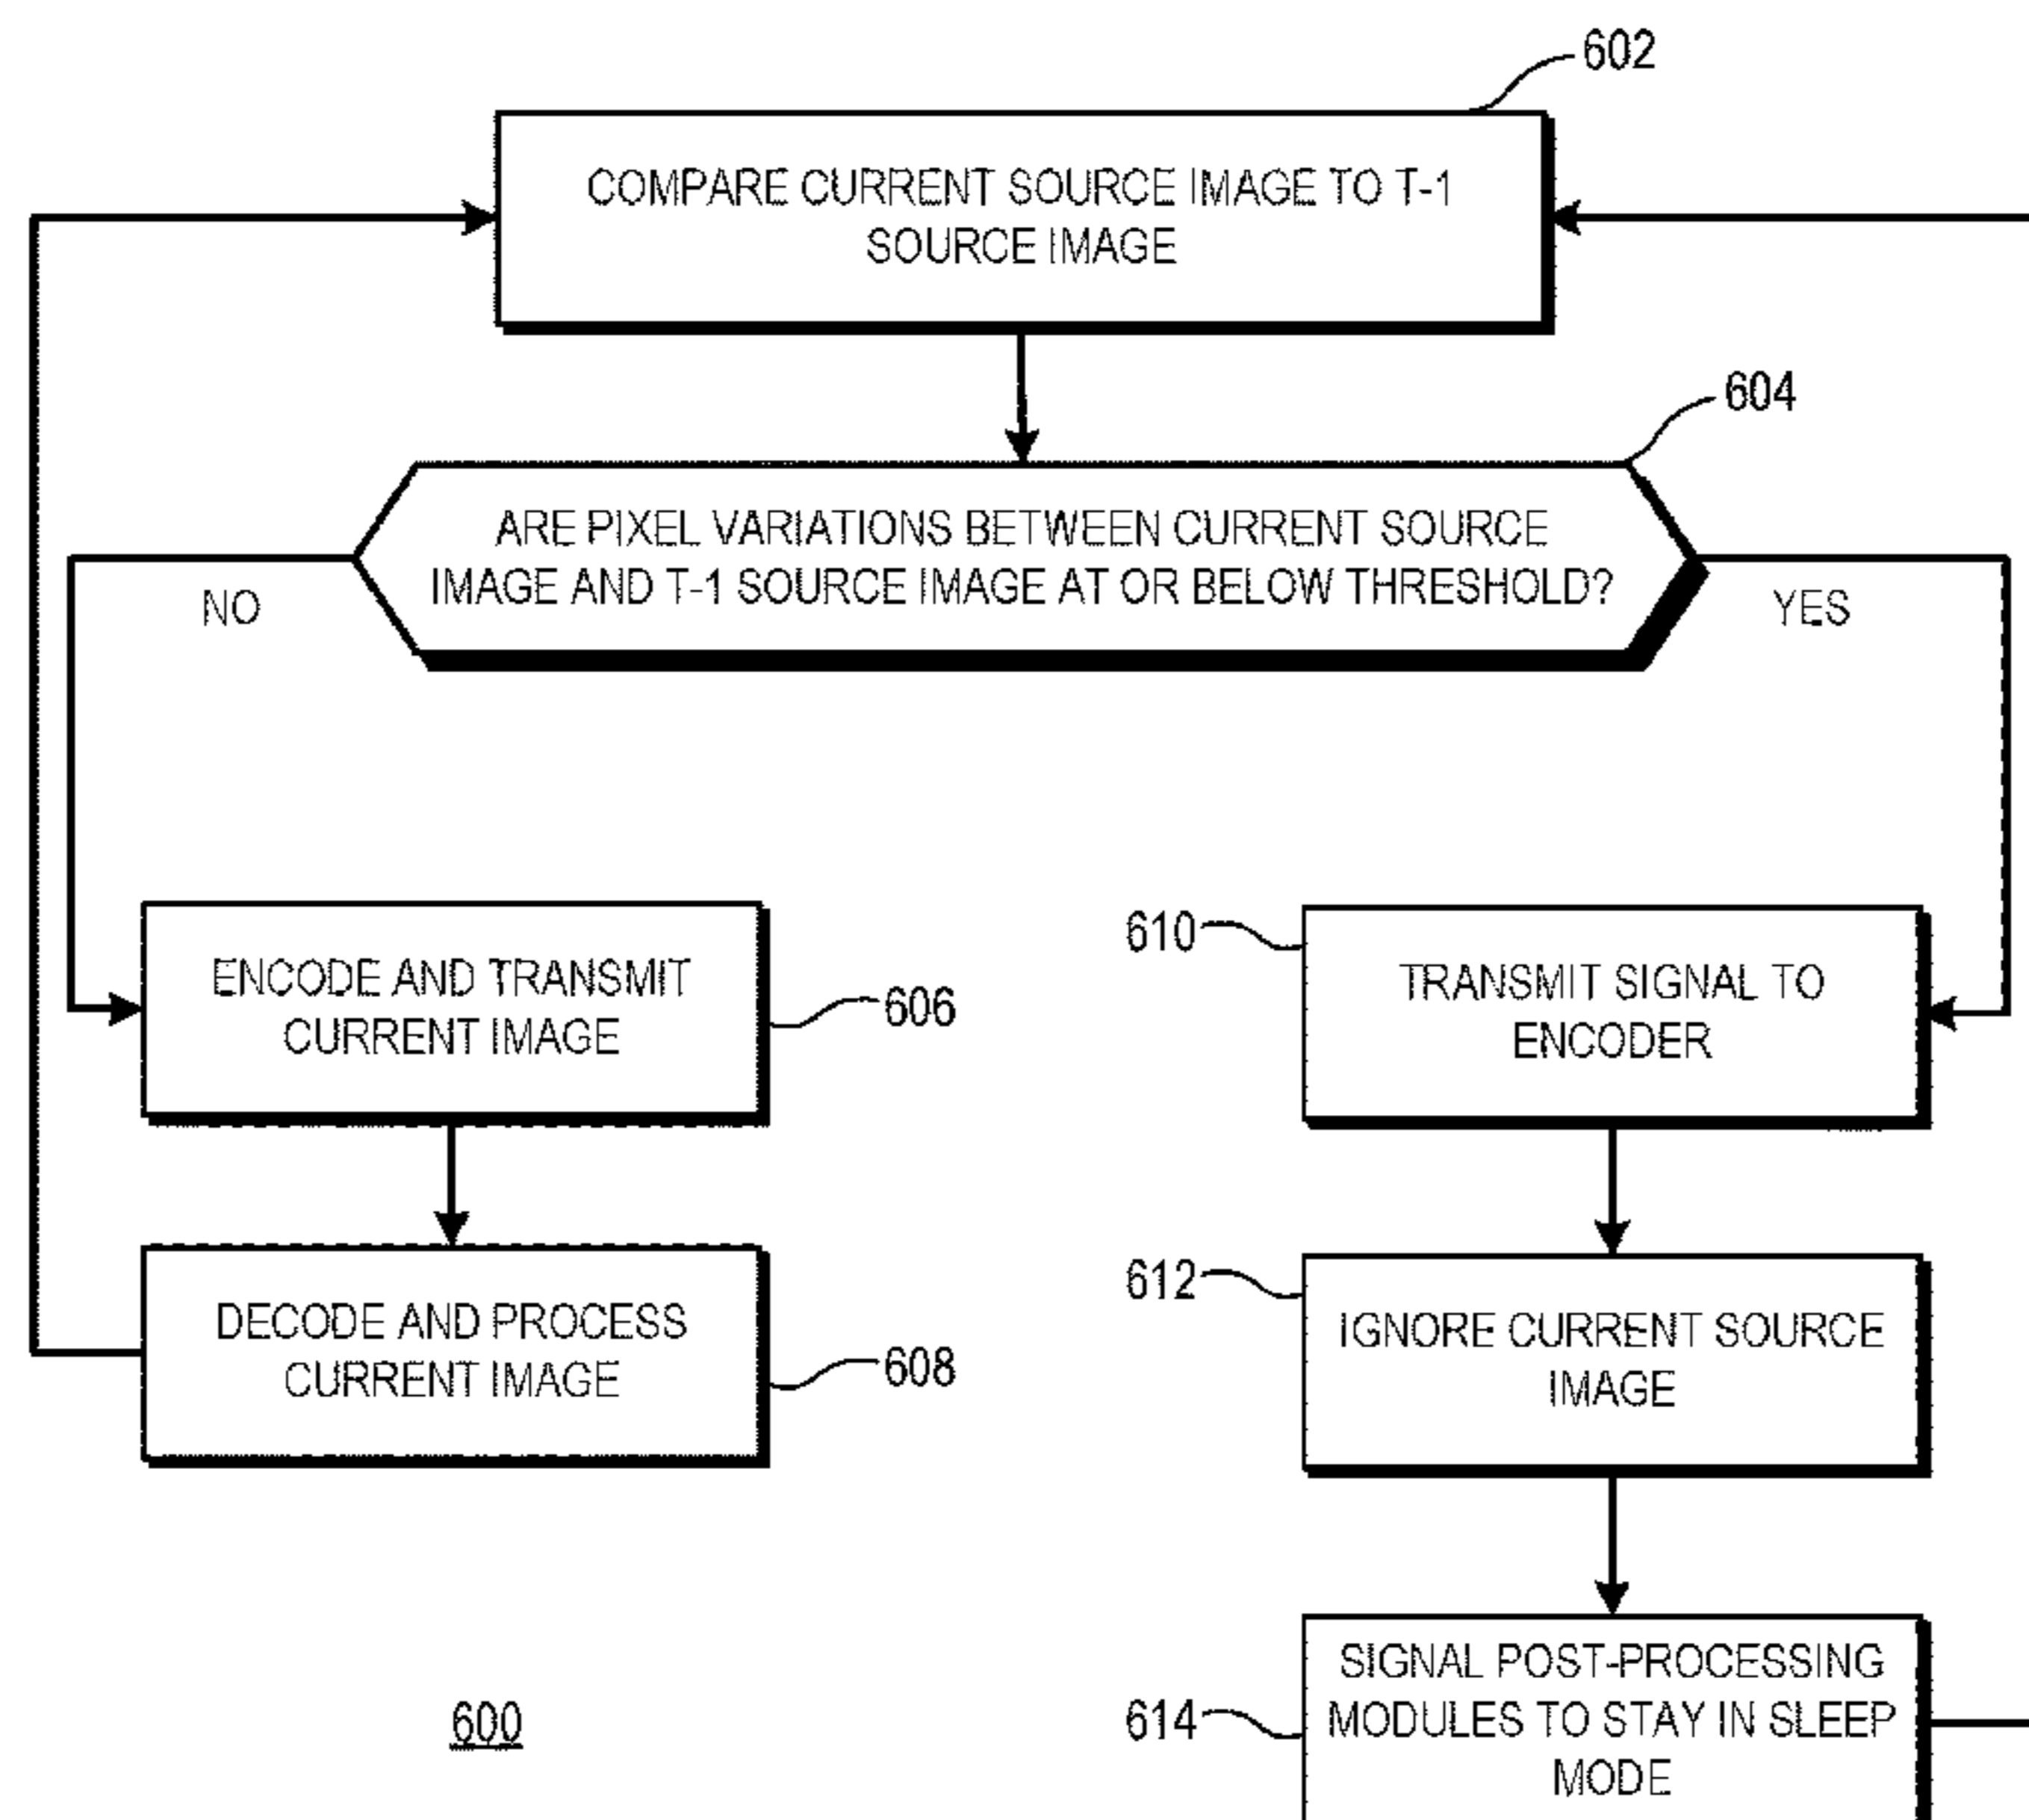 602
COMPARE CURRENT SOURCE IMAGE TO T-1
SOURCE IMAGE
604
ARE PIXEL VARIATIONS BETWEEN CURRENT SOURCE
IMAGE AND T-1 SOURCE IMAGE AT OR BELOW THRESHOLD?
NO
YES
ENCODE AND TRANSMIT
CURRENT IMAGE
606
610
TRANSMIT SIGNAL TO
ENCODER
DECODE AND PROCESS
CURRENT IMAGE
608
612
IGNORE CURRENT SOURCE
IMAGE
614
SIGNAL POST-PROCESSING
MODULES TO STAY IN SLEEP
MODE
600